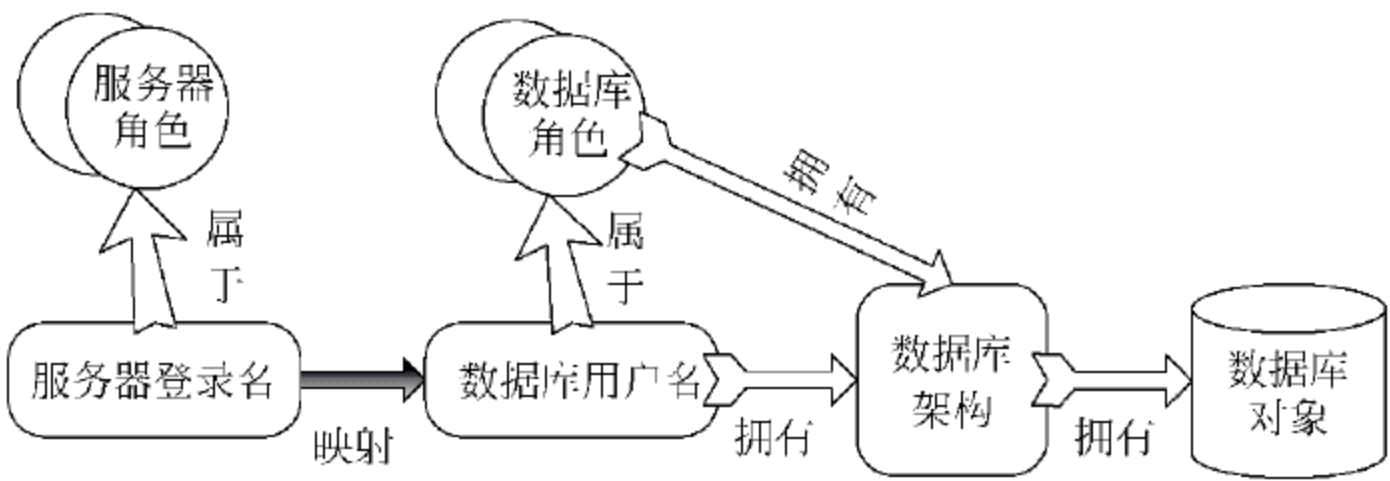 服务器
角色
数据库
角色
拥有
属
于
属
于
服务器登录名
映射
数据库用户名
拥有
数据库
架构
拥有
数据库
对象